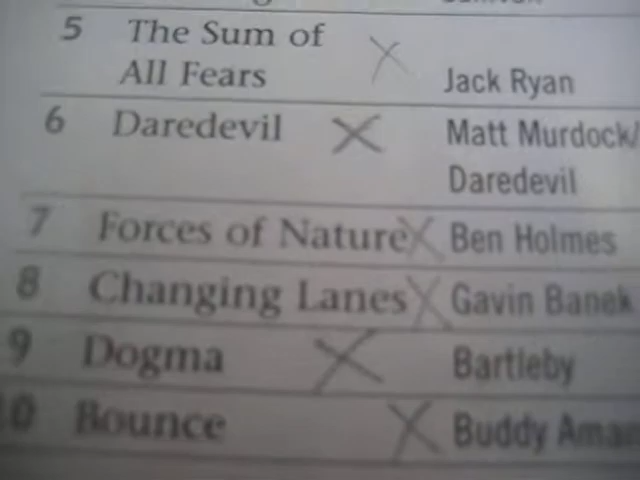 5 The Sum of
All Fears Jack Ryan
6 Daredevil Matt Murdock/
Daredevil
7 Forces of Nature Ben Holmes
8 Changing Lanes Gavin Banek
9 Dogma Bartleby
10 Bounce Buddy